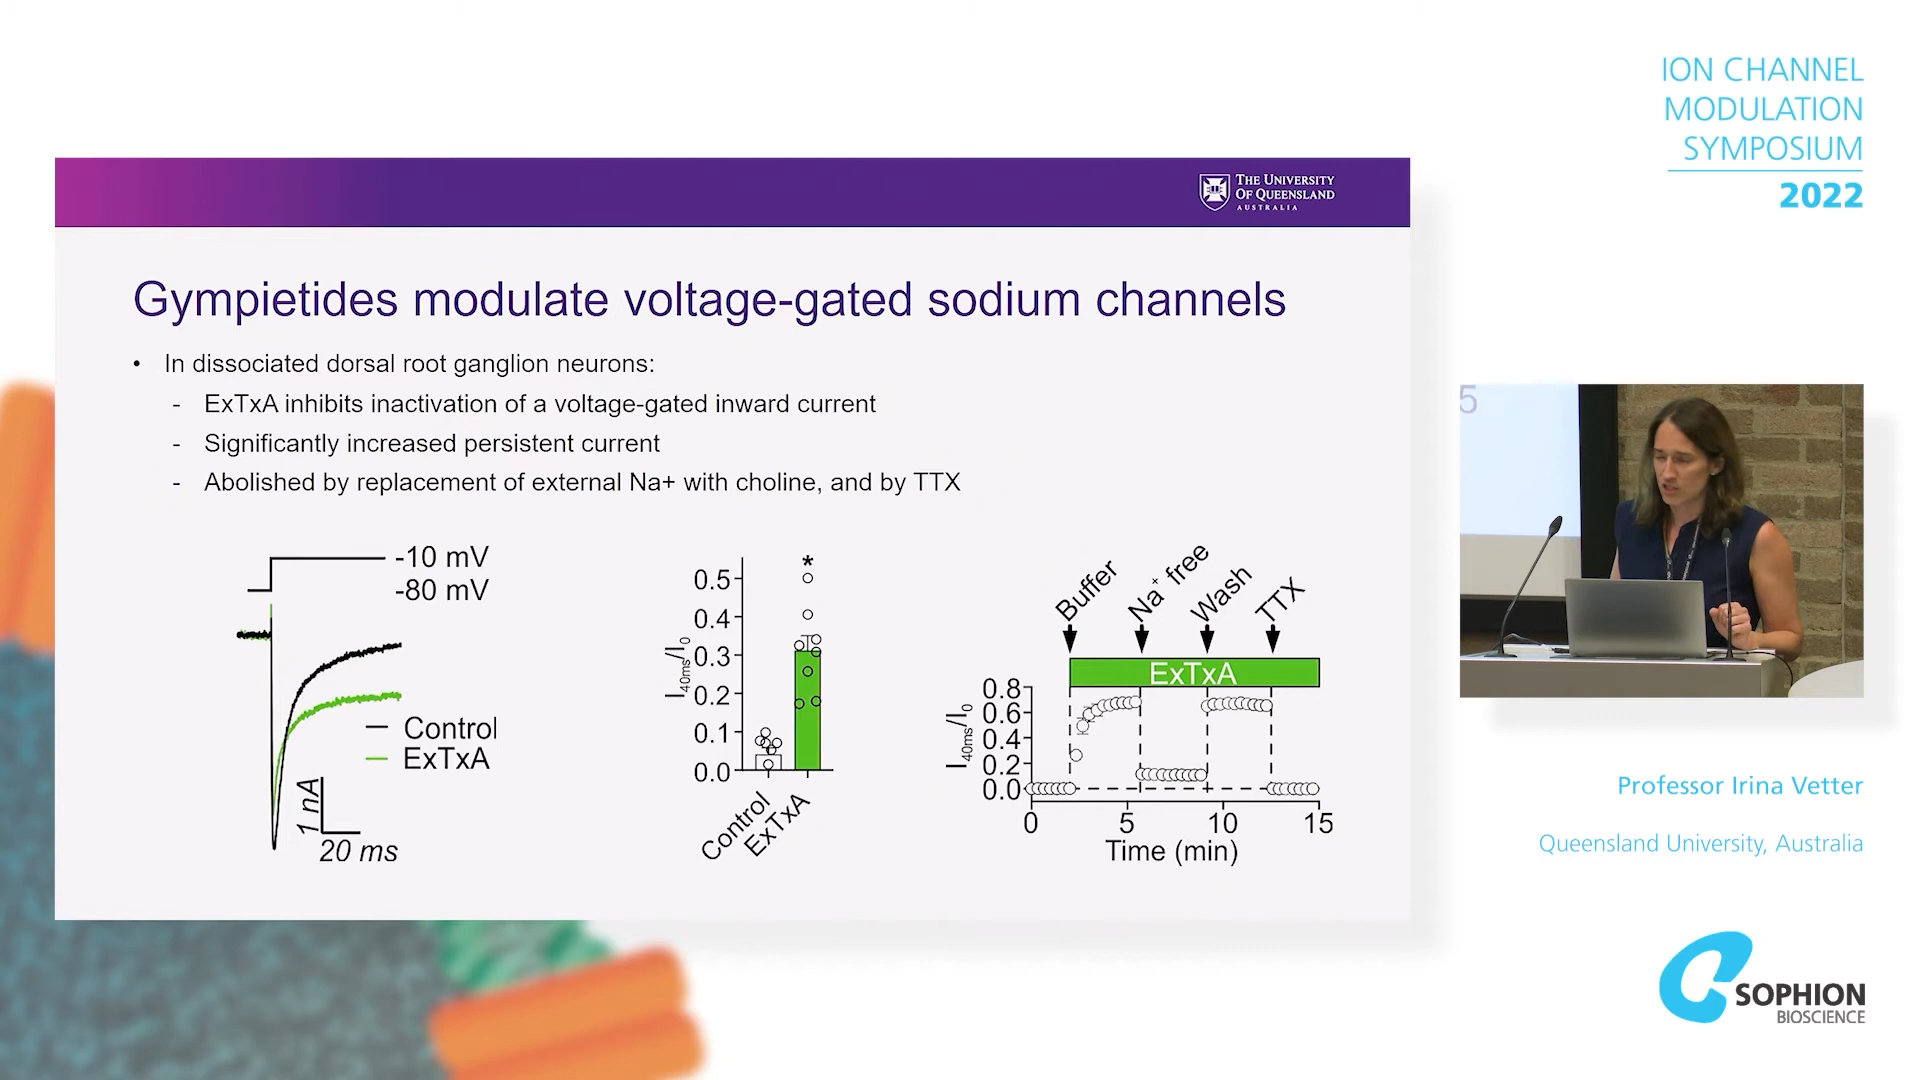 ION CHANNEL
MODULATION
SYMPOSIUM
2022
THE UNIVERSITY
OF QUEENSLAND
AUSTRALIA
Gympietides modulate voltage-gated sodium channels
• In dissociated dorsal root ganglion neurons:
- ExTxA inhibits inactivation of a voltage-gated inward current
- Significantly increased persistent current
- Abolished by replacement of external Na+ with choline, and by TTX
-10 mV
-80 mV
Control
ExTxA
1 nA
20 ms
*
0.5
0.4
0.3
0.2
0.1
0.0
I40ms/I0
Control
ExTxA
Buffer
Na+ free
Wash
TTX
ExTxA
0.8
0.6
0.4
0.2
0.0
I40ms/I0
0 5 10 15
Time (min)
5
Professor Irina Vetter
Queensland University, Australia
SOPHION
BIOSCIENCE